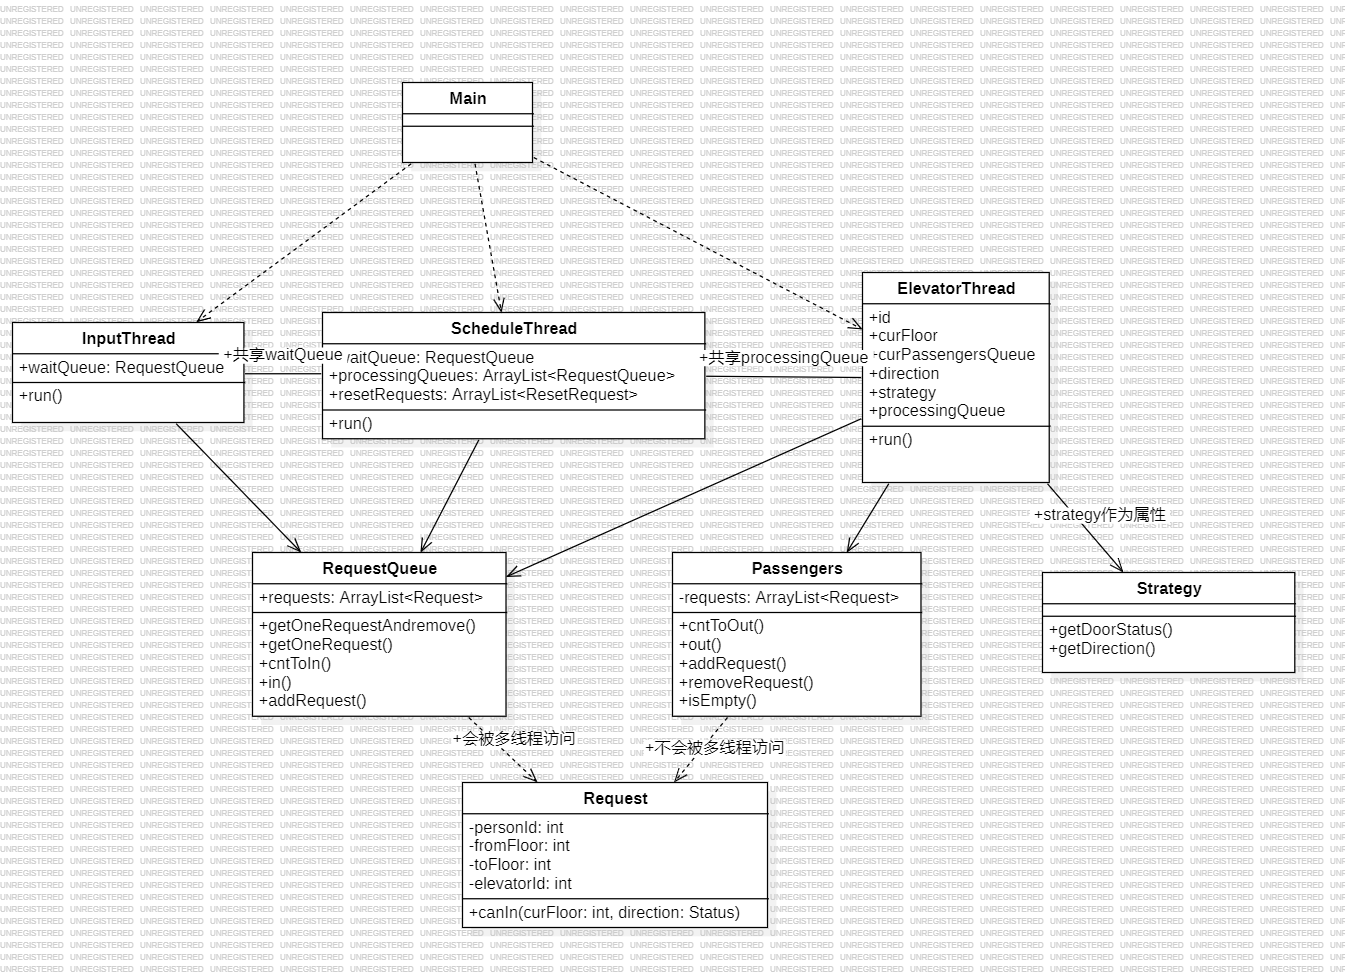 Main
InputThread
+waitQueue: RequestQueue
+run()
+共享waitQueue
ScheduleThread
waitQueue: RequestQueue
+processingQueues: ArrayList<RequestQueue>
+resetRequests: ArrayList<ResetRequest>
+run()
+共享processingQueue
ElevatorThread
+id
+curFloor
-curPassengersQueue
+direction
+strategy
+processingQueue
+run()
+strategy作为属性
RequestQueue
+requests: ArrayList<Request>
+getOneRequestAndremove()
+getOneRequest()
+cntToIn()
+in()
+addRequest()
Passengers
-requests: ArrayList<Request>
+cntToOut()
+out()
+addRequest()
+removeRequest()
+isEmpty()
Strategy
+getDoorStatus()
+getDirection()
+会被多线程访问
+不会被多线程访问
Request
-personId: int
-fromFloor: int
-toFloor: int
-elevatorId: int
+canIn(curFloor: int, direction: Status)
UNREGISTERED